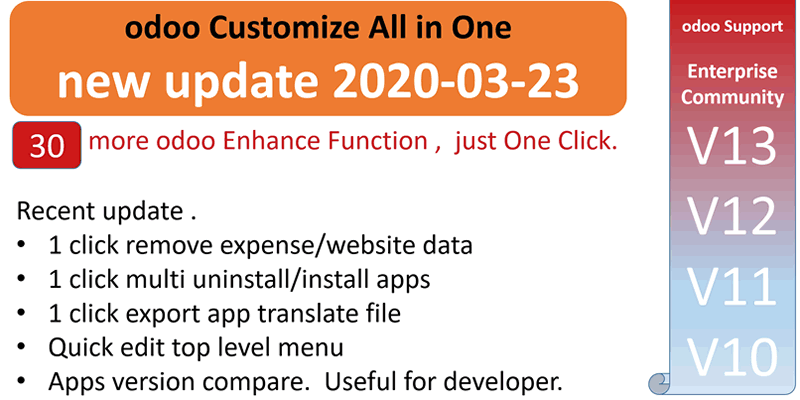 odoo Customize All in One
new update 2020-03-23
30 more odoo Enhance Function , just One Click.
Recent update .
• 1 click remove expense/website data
• 1 click multi uninstall/install apps
• 1 click export app translate file
• Quick edit top level menu
• Apps version compare. Useful for developer.
odoo Support
Enterprise
Community
V13
V12
V11
V10